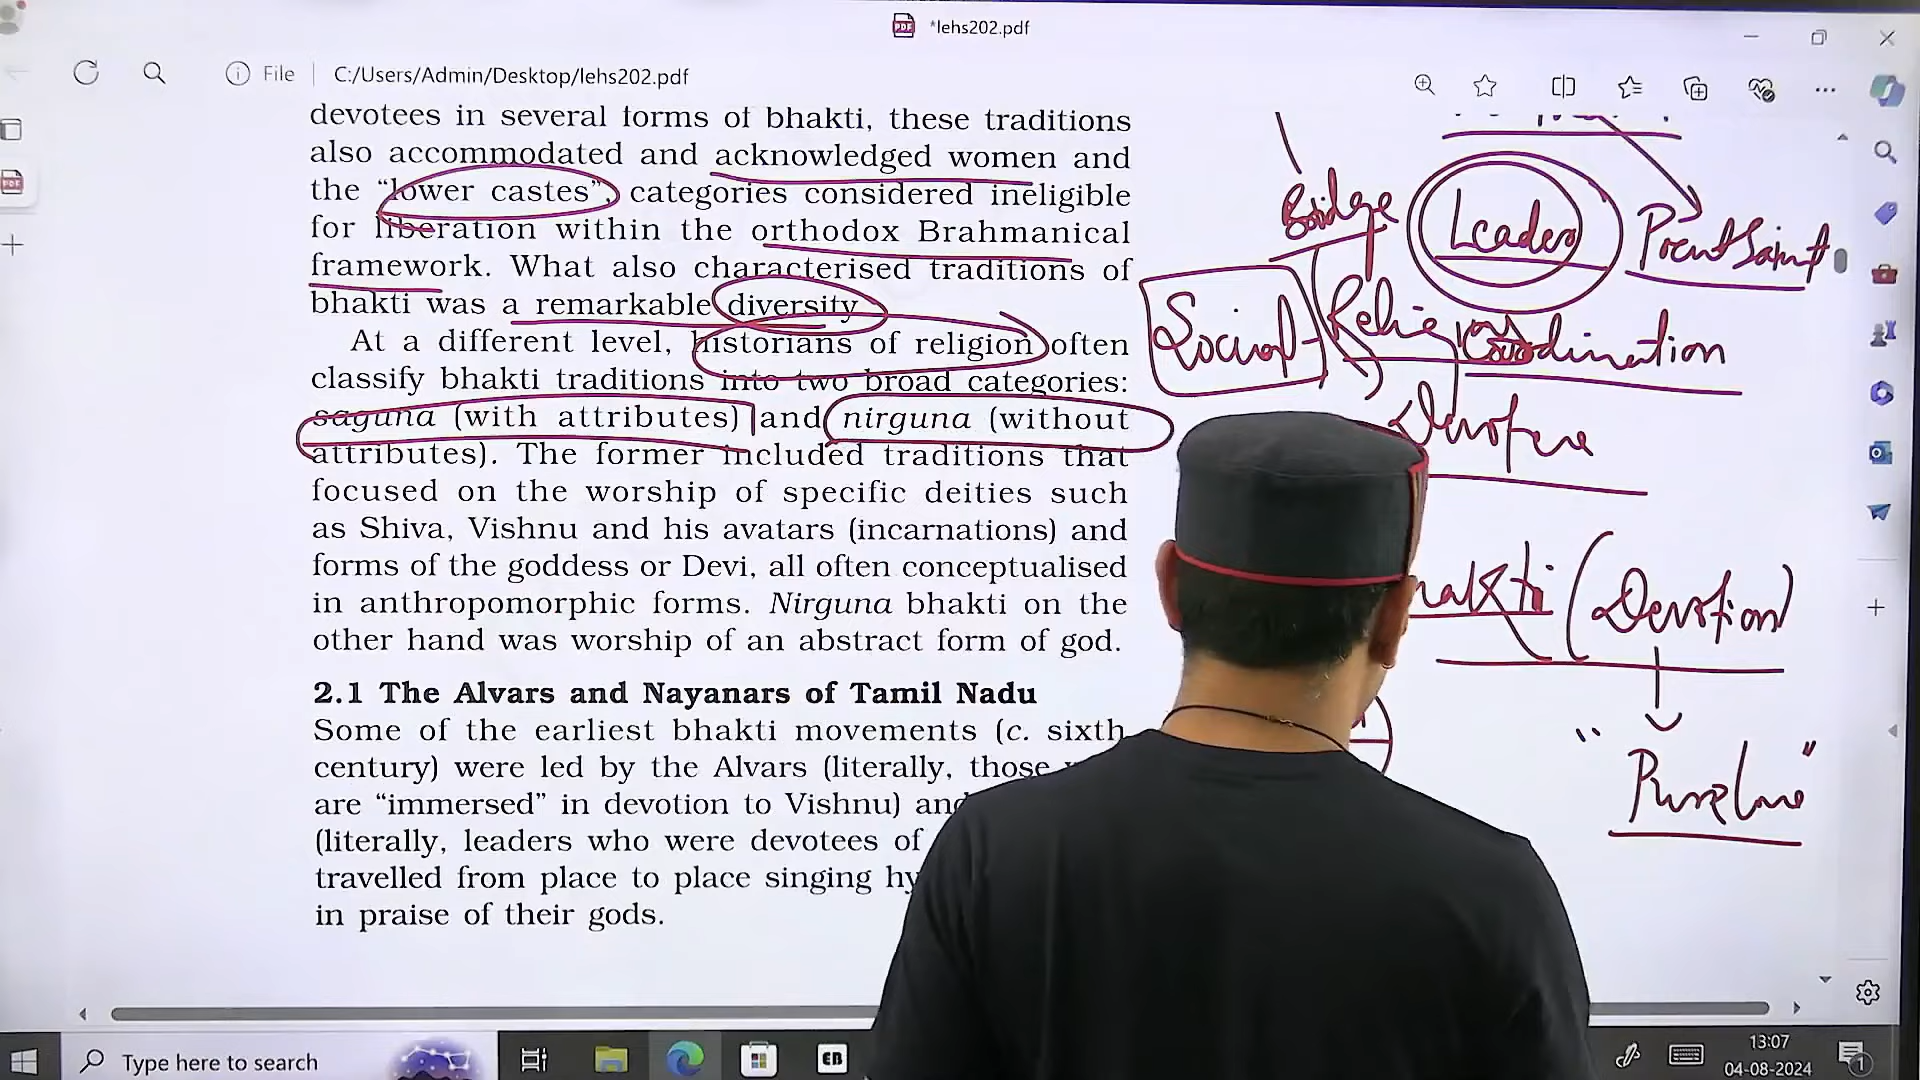 *lehs202.pdf
File
C:/Users/Admin/Desktop/lehs202.pdf
devotees in several forms of bhakti, these traditions
also accommodated and acknowledged women and
the “lower castes”, categories considered ineligible
for liberation within the orthodox Brahmanical
framework. What also characterised traditions of
bhakti was a remarkable diversity.
At a different level, historians of religion often
classify bhakti traditions into two broad categories:
saguna (with attributes) and nirguna (without
attributes). The former included traditions that
focused on the worship of specific deities such
as Shiva, Vishnu and his avatars (incarnations) and
forms of the goddess or Devi, all often conceptualised
in anthropomorphic forms. Nirguna bhakti on the
other hand was worship of an abstract form of god.
2.1 The Alvars and Nayanars of Tamil Nadu
Some of the earliest bhakti movements (c. sixth
century) were led by the Alvars (literally, those
are “immersed” in devotion to Vishnu) and
(literally, leaders who were devotees of
travelled from place to place singing hy
in praise of their gods.
Bridge
Leader
Poent Saint
Social-Religious
Coordination
(Devotion)
Type here to search
EB
13:07
04-08-2024
1